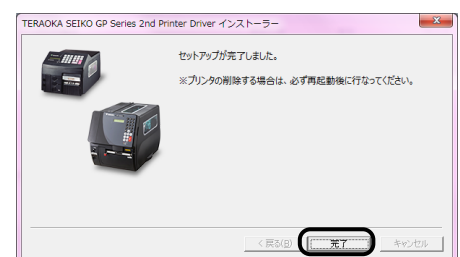 TERAOKA SEIKO GP Series 2nd Printer Driver インストーラー
セットアップが完了しました。
※プリンタの削除する場合は、必ず再起動後に行なってください。
< 戻る(B)
完了
キャンセル